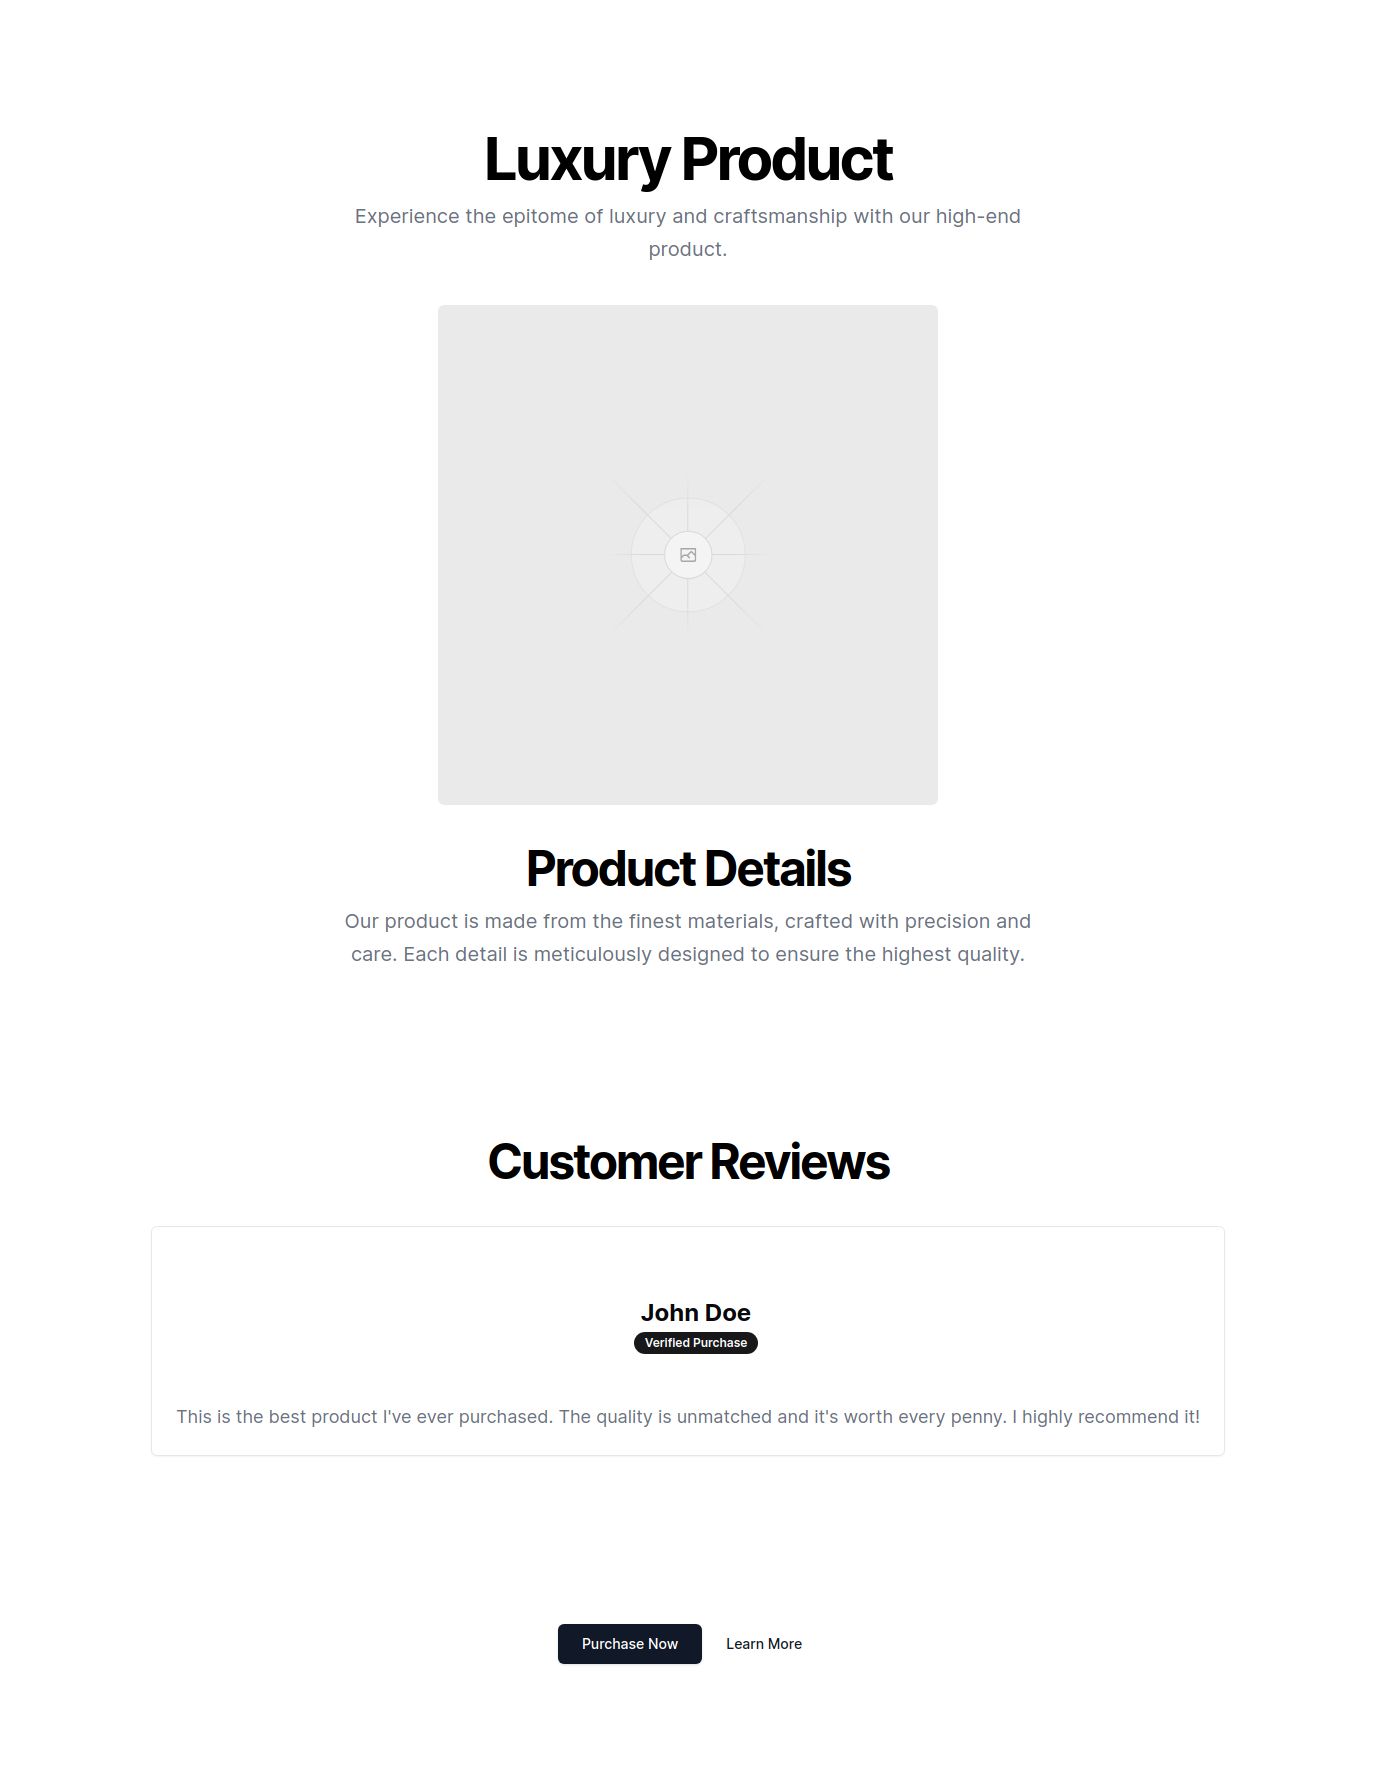 Luxury Product
Experience the epitome of luxury and craftsmanship with our high-end
product.
Product Details
Our product is made from the finest materials, crafted with precision and
care. Each detail is meticulously designed to ensure the highest quality.
Customer Reviews
John Doe
Verified Purchase
This is the best product I've ever purchased. The quality is unmatched and it's worth every penny. I highly recommend it!
Purchase Now
Learn More